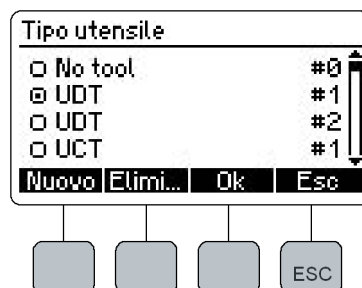 Tipo utensile
No tool #0
UDT #1
UDT #2
UCT #1
Nuovo Elimi... Ok Esc
ESC